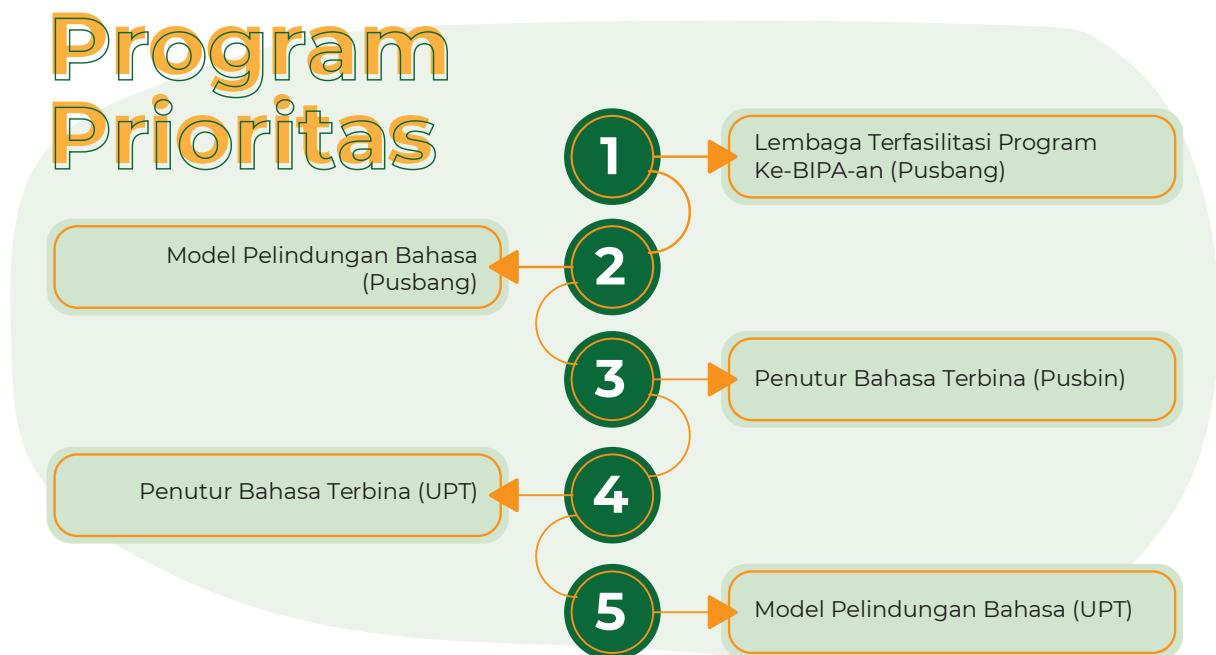 Program
Prioritas
1
Lembaga Terfasilitasi Program
Ke-BIPA-an (Pusbang)
2
Model Pelindungan Bahasa
(Pusbang)
3
Penutur Bahasa Terbina (Pusbin)
4
Penutur Bahasa Terbina (UPT)
5
Model Pelindungan Bahasa (UPT)